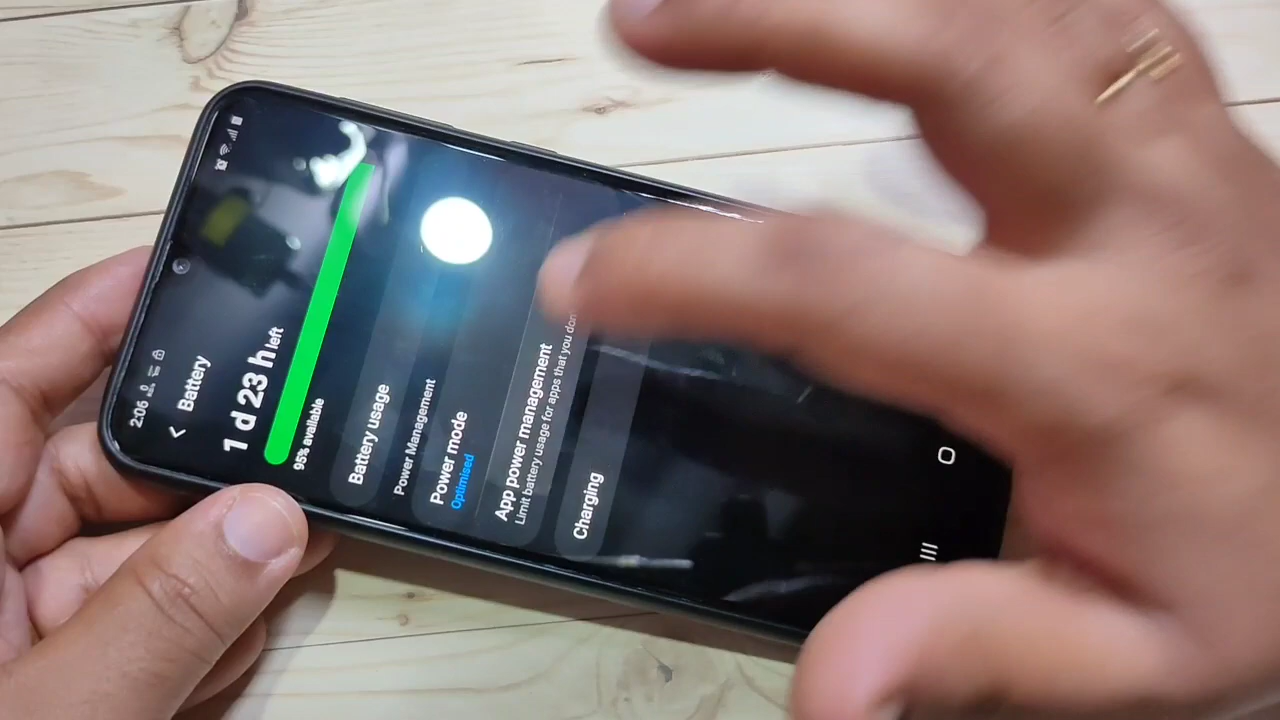 2:06
Battery
1 d 23 h left
95% available
Battery usage
Power Management
Power mode
Optimised
App power management
Limit battery usage for apps that you don
Charging